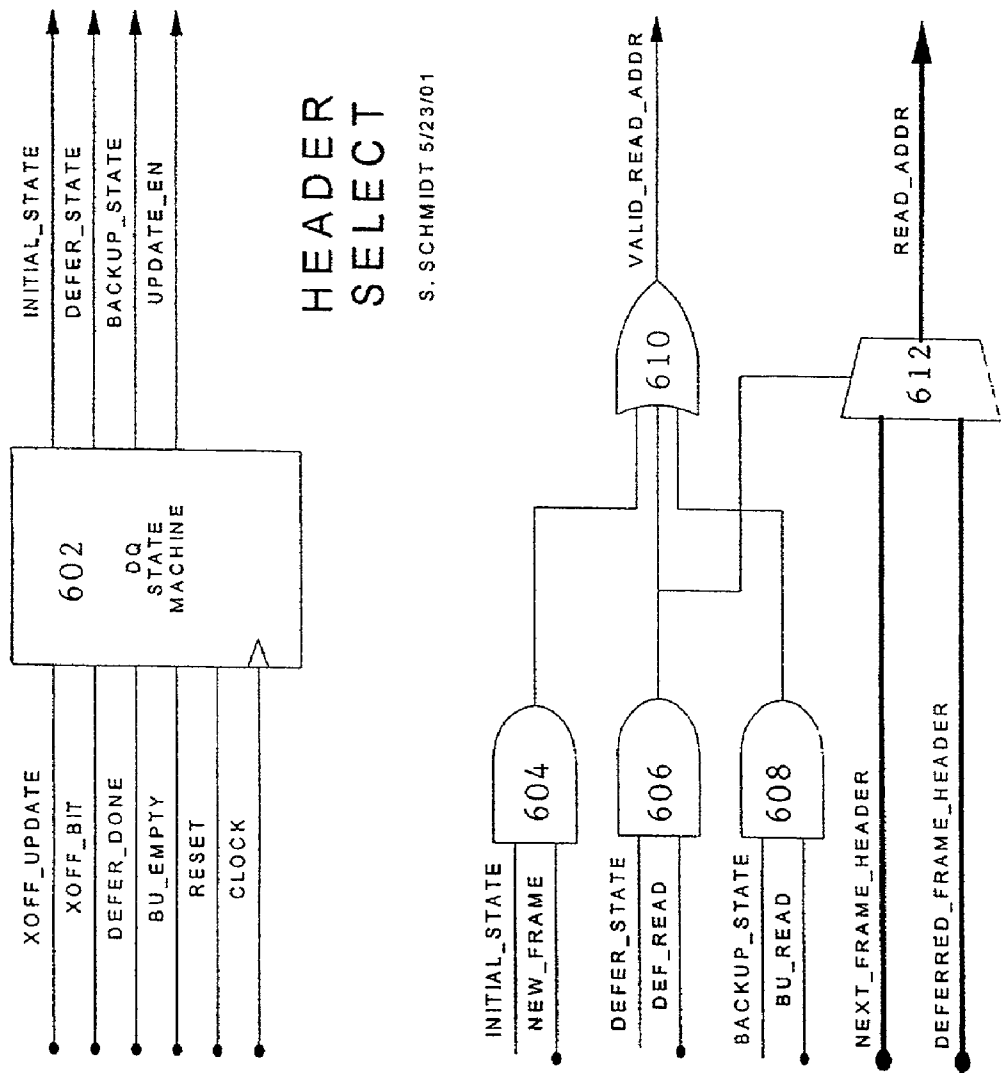 XOFF_UPDATE
XOFF_BIT
DEFER_DONE
BU_EMPTY
RESET
CLOCK
602
DQ
STATE
MACHINE
INITIAL_STATE
DEFER_STATE
BACKUP_STATE
UPDATE_EN
HEADER
SELECT
S. SCHMIDT 5/23/01
INITIAL_STATE
NEW_FRAME
604
DEFER_STATE
DEF_READ
606
BACKUP_STATE
BU_READ
608
610
VALID_READ_ADDR
NEXT_FRAME_HEADER
DEFERRED_FRAME_HEADER
612
READ_ADDR